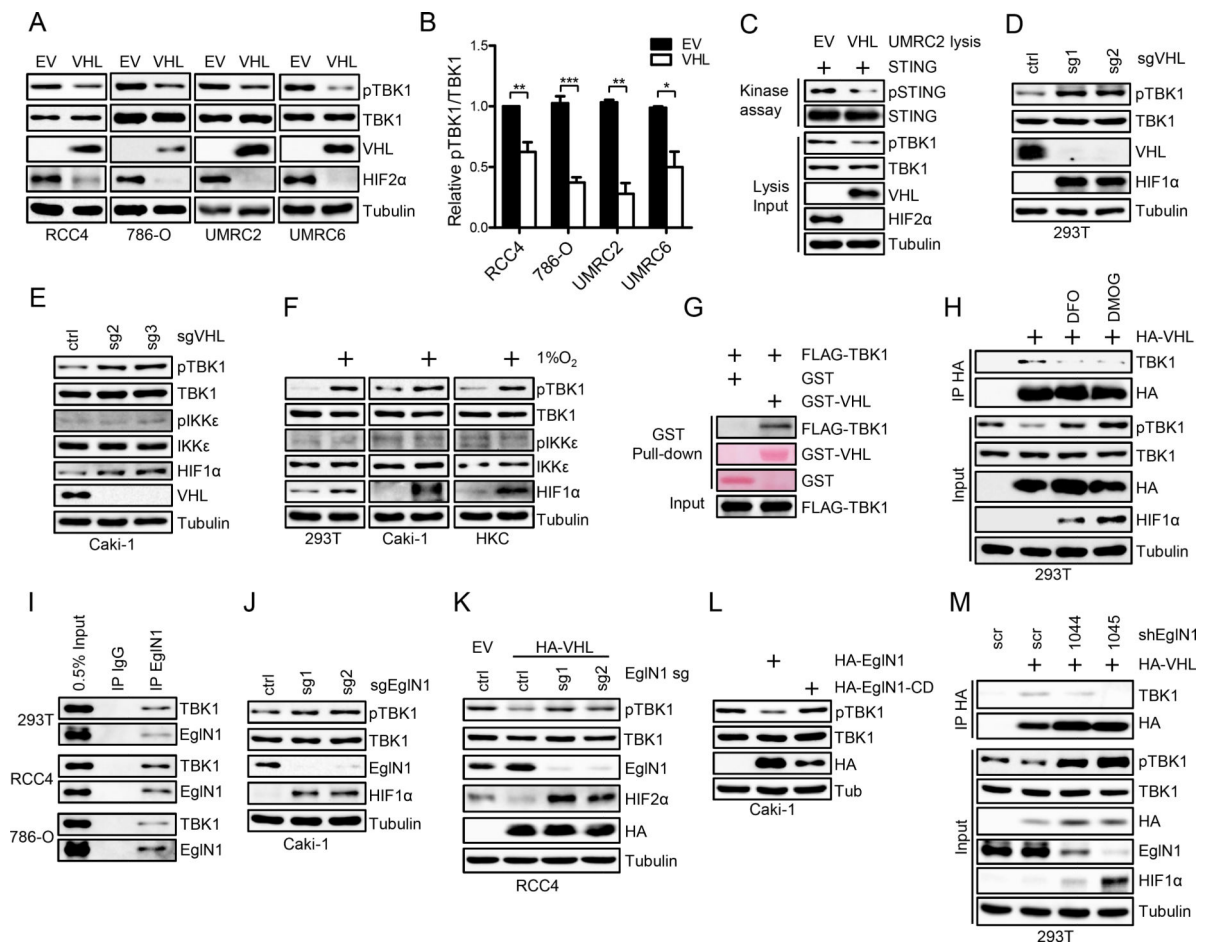 A
EV VHL EV VHL EV VHL EV VHL
pTBK1
TBK1
VHL
HIF2α
Tubulin
RCC4 786-O UMRC2 UMRC6
B
Relative pTBK1/TBK1
1.5
1.0
0.5
0.0
EV
VHL
** *** ** *
RCC4 786-O UMRC2 UMRC6
C
EV VHL UMRC2 lysis
+ + STING
Kinase assay
pSTING
STING
Lysis Input
pTBK1
TBK1
VHL
HIF2α
Tubulin
D
ctrl sg1 sg2 sgVHL
pTBK1
TBK1
VHL
HIF1α
Tubulin
293T
E
ctrl sg2 sg3 sgVHL
pTBK1
TBK1
pIKKε
IKKε
HIF1α
VHL
Tubulin
Caki-1
F
+ + + 1%O2
pTBK1
TBK1
pIKKε
IKKε
HIF1α
Tubulin
293T Caki-1 HKC
G
+ + FLAG-TBK1
+ GST
+ GST-VHL
GST Pull-down
FLAG-TBK1
GST-VHL
GST
Input FLAG-TBK1
H
DFO DMOG
+ + + HA-VHL
IP HA
TBK1
HA
Input
pTBK1
TBK1
HA
HIF1α
Tubulin
293T
I
0.5% Input IP IgG IP EglN1
293T
TBK1
EglN1
RCC4
TBK1
EglN1
786-O
TBK1
EglN1
J
ctrl sg1 sg2 sgEglN1
pTBK1
TBK1
EglN1
HIF1α
Tubulin
Caki-1
K
EV HA-VHL
ctrl ctrl sg1 sg2 EglN1 sg
pTBK1
TBK1
EglN1
HIF2α
HA
Tubulin
RCC4
L
+ HA-EglN1
+ HA-EglN1-CD
pTBK1
TBK1
HA
Tub
Caki-1
M
scr scr 1044 1045 shEglN1
+ + + HA-VHL
IP HA
TBK1
HA
Input
pTBK1
TBK1
HA
EglN1
HIF1α
Tubulin
293T